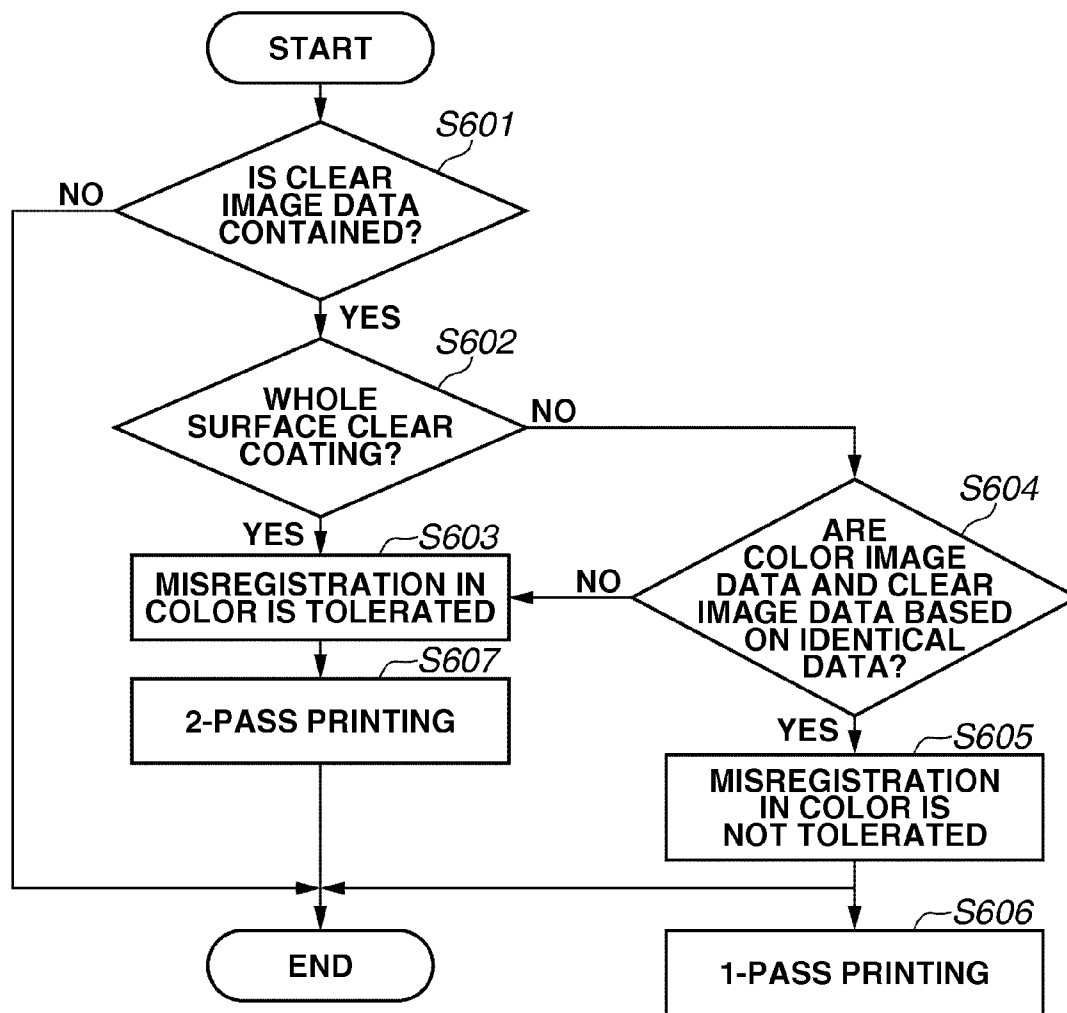 START
S601
NO
IS CLEAR
IMAGE DATA
CONTAINED?
YES
S602
WHOLE
SURFACE CLEAR
COATING?
NO
S604
YES
S603
ARE
COLOR IMAGE
DATA AND CLEAR
IMAGE DATA BASED
ON IDENTICAL
DATA?
NO
MISREGISTRATION IN
COLOR IS TOLERATED
S607
2-PASS PRINTING
YES
S605
MISREGISTRATION
IN COLOR IS
NOT TOLERATED
S606
END
1-PASS PRINTING